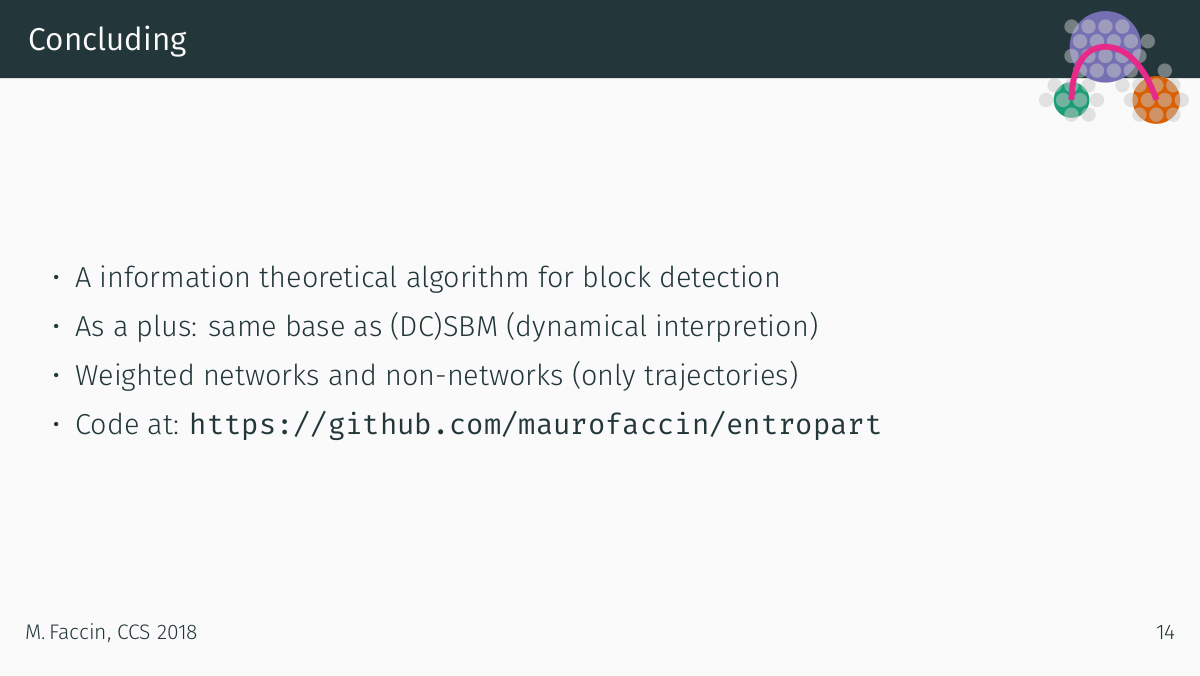 Concluding
• A information theoretical algorithm for block detection
• As a plus: same base as (DC)SBM (dynamical interpretion)
• Weighted networks and non-networks (only trajectories)
• Code at: https://github.com/maurofaccin/entropart
M. Faccin, CCS 2018
14